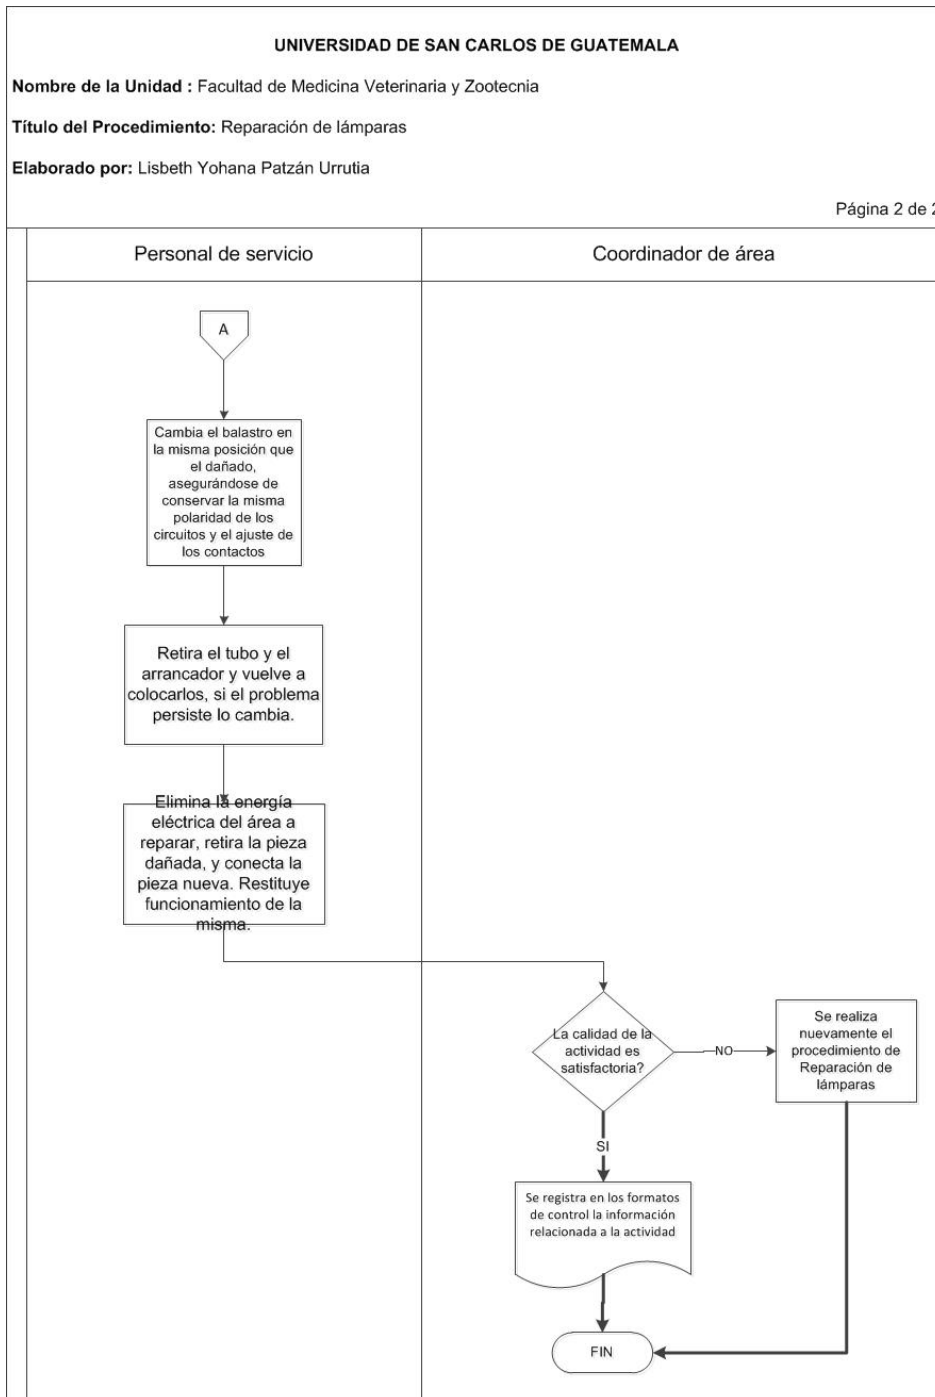 UNIVERSIDAD DE SAN CARLOS DE GUATEMALA
Nombre de la Unidad : Facultad de Medicina Veterinaria y Zootecnia
Título del Procedimiento: Reparación de lámparas
Elaborado por: Lisbeth Yohana Patzán Urrutia
Página 2 de 2
Personal de servicio
Coordinador de área
A
Cambia el balastro en
la misma posición que
el dañado,
asegurándose de
conservar la misma
polaridad de los
circuitos y el ajuste de
los contactos
Retira el tubo y el
arrancador y vuelve a
colocarlos, si el problema
persiste lo cambia.
Elimina la energía
eléctrica del área a
reparar, retira la pieza
dañada, y conecta la
pieza nueva. Restituye
funcionamiento de la
misma.
La calidad de la
actividad es
satisfactoria?
NO
Se realiza
nuevamente el
procedimiento de
Reparación de
lámparas
SI
Se registra en los formatos
de control la información
relacionada a la actividad
FIN